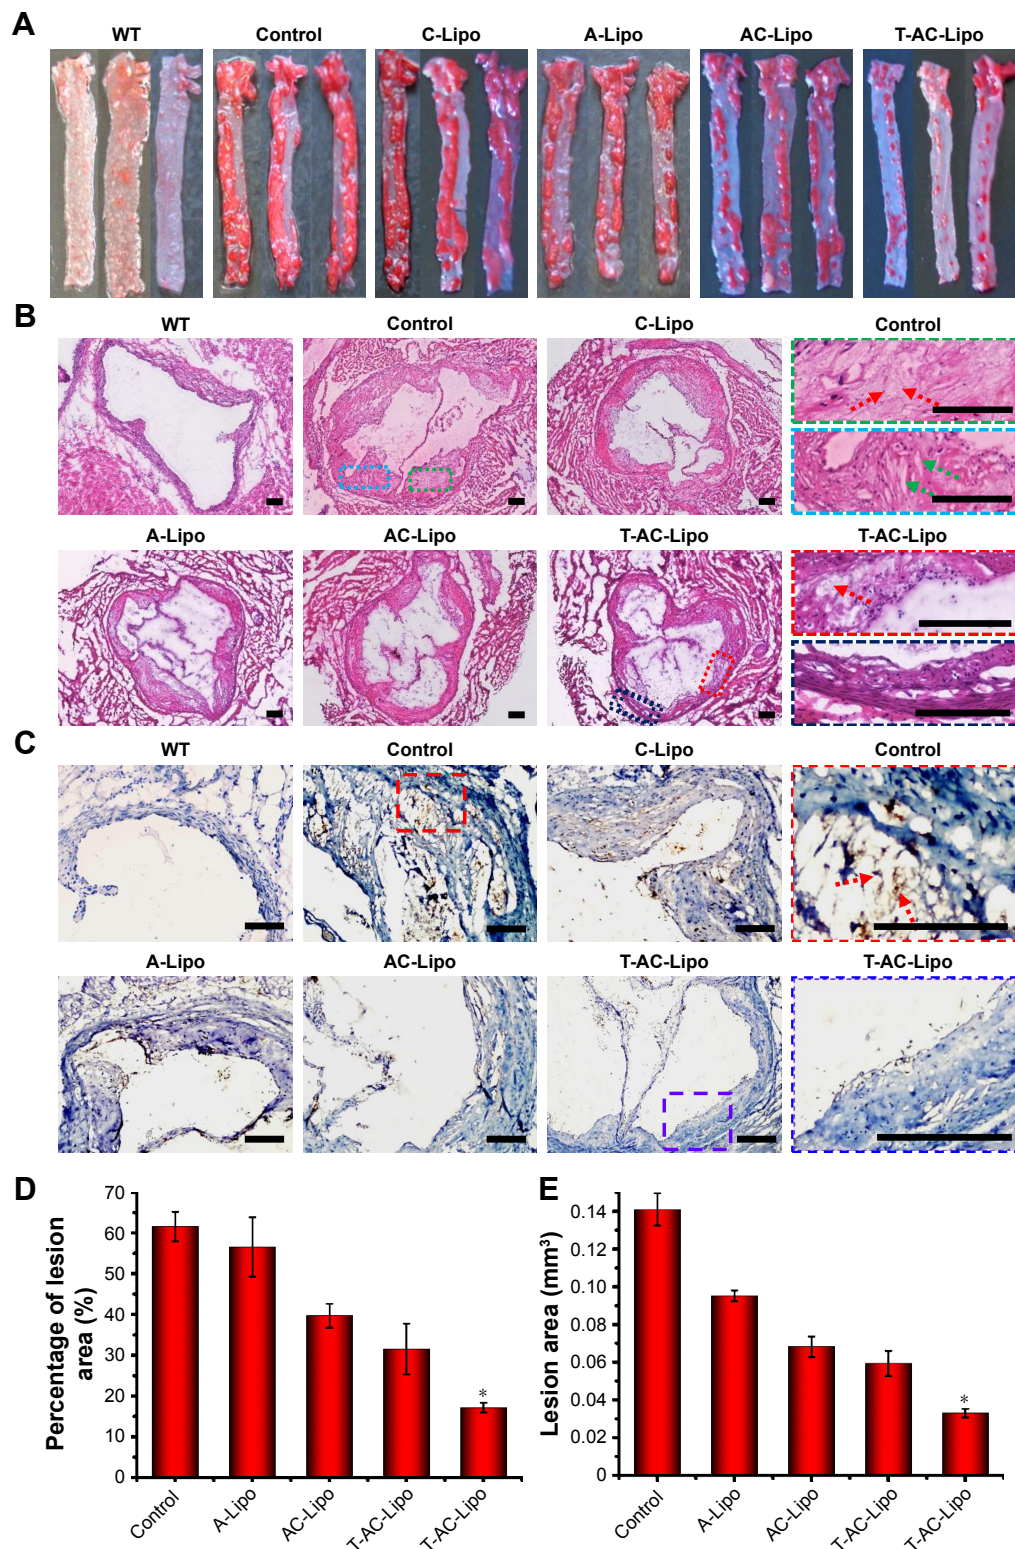 A
WT
Control
C-Lipo
A-Lipo
AC-Lipo
T-AC-Lipo
B
WT
Control
C-Lipo
Control
A-Lipo
AC-Lipo
T-AC-Lipo
T-AC-Lipo
C
WT
Control
C-Lipo
Control
A-Lipo
AC-Lipo
T-AC-Lipo
T-AC-Lipo
D
Percentage of lesion
area (%)
70
60
50
40
30
20
10
0
*
Control
A-Lipo
AC-Lipo
T-AC-Lipo
T-AC-Lipo
E
Lesion area (mm³)
0.14
0.12
0.10
0.08
0.06
0.04
0.02
0
*
Control
A-Lipo
AC-Lipo
T-AC-Lipo
T-AC-Lipo